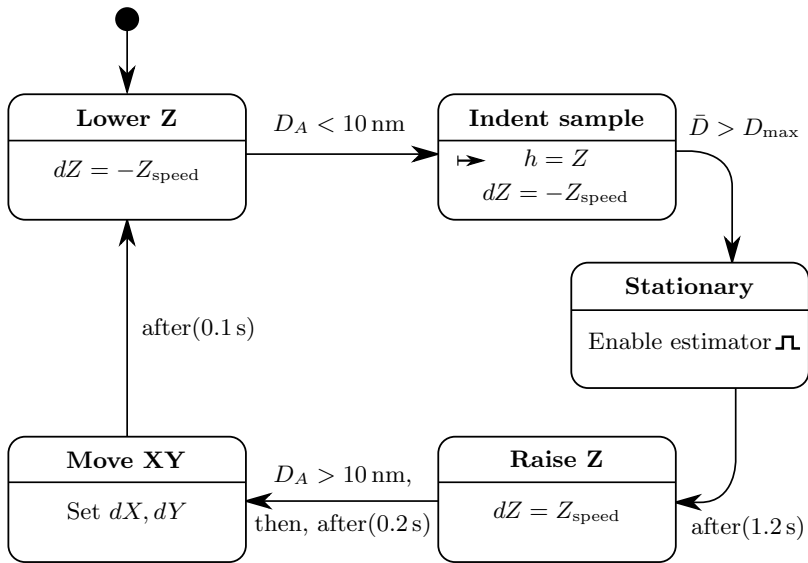 Lower Z
dZ = −Z_speed
D_A < 10 nm
Indent sample
h = Z
dZ = −Z_speed
D̄ > D_max
Stationary
Enable estimator
after(0.1 s)
Move XY
Set dX, dY
D_A > 10 nm,
then, after(0.2 s)
Raise Z
dZ = Z_speed
after(1.2 s)